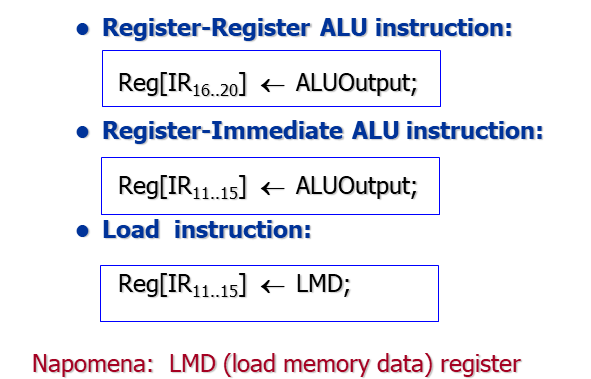 • Register-Register ALU instruction:
Reg[IR16..20] ← ALUOutput;
• Register-Immediate ALU instruction:
Reg[IR11..15] ← ALUOutput;
• Load instruction:
Reg[IR11..15] ← LMD;
Napomena: LMD (load memory data) register